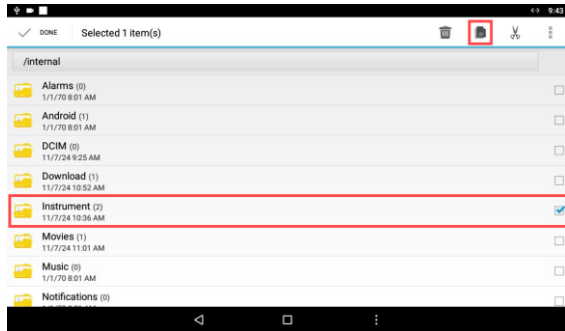 9:43
DONE Selected 1 item(s)
/internal
Alarms (0)
1/1/70 8:01 AM
Android (1)
1/1/70 8:01 AM
DCIM (0)
11/7/24 9:25 AM
Download (1)
11/7/24 10:52 AM
Instrument (2)
11/7/24 10:36 AM
Movies (1)
11/7/24 11:01 AM
Music (0)
1/1/70 8:01 AM
Notifications (0)